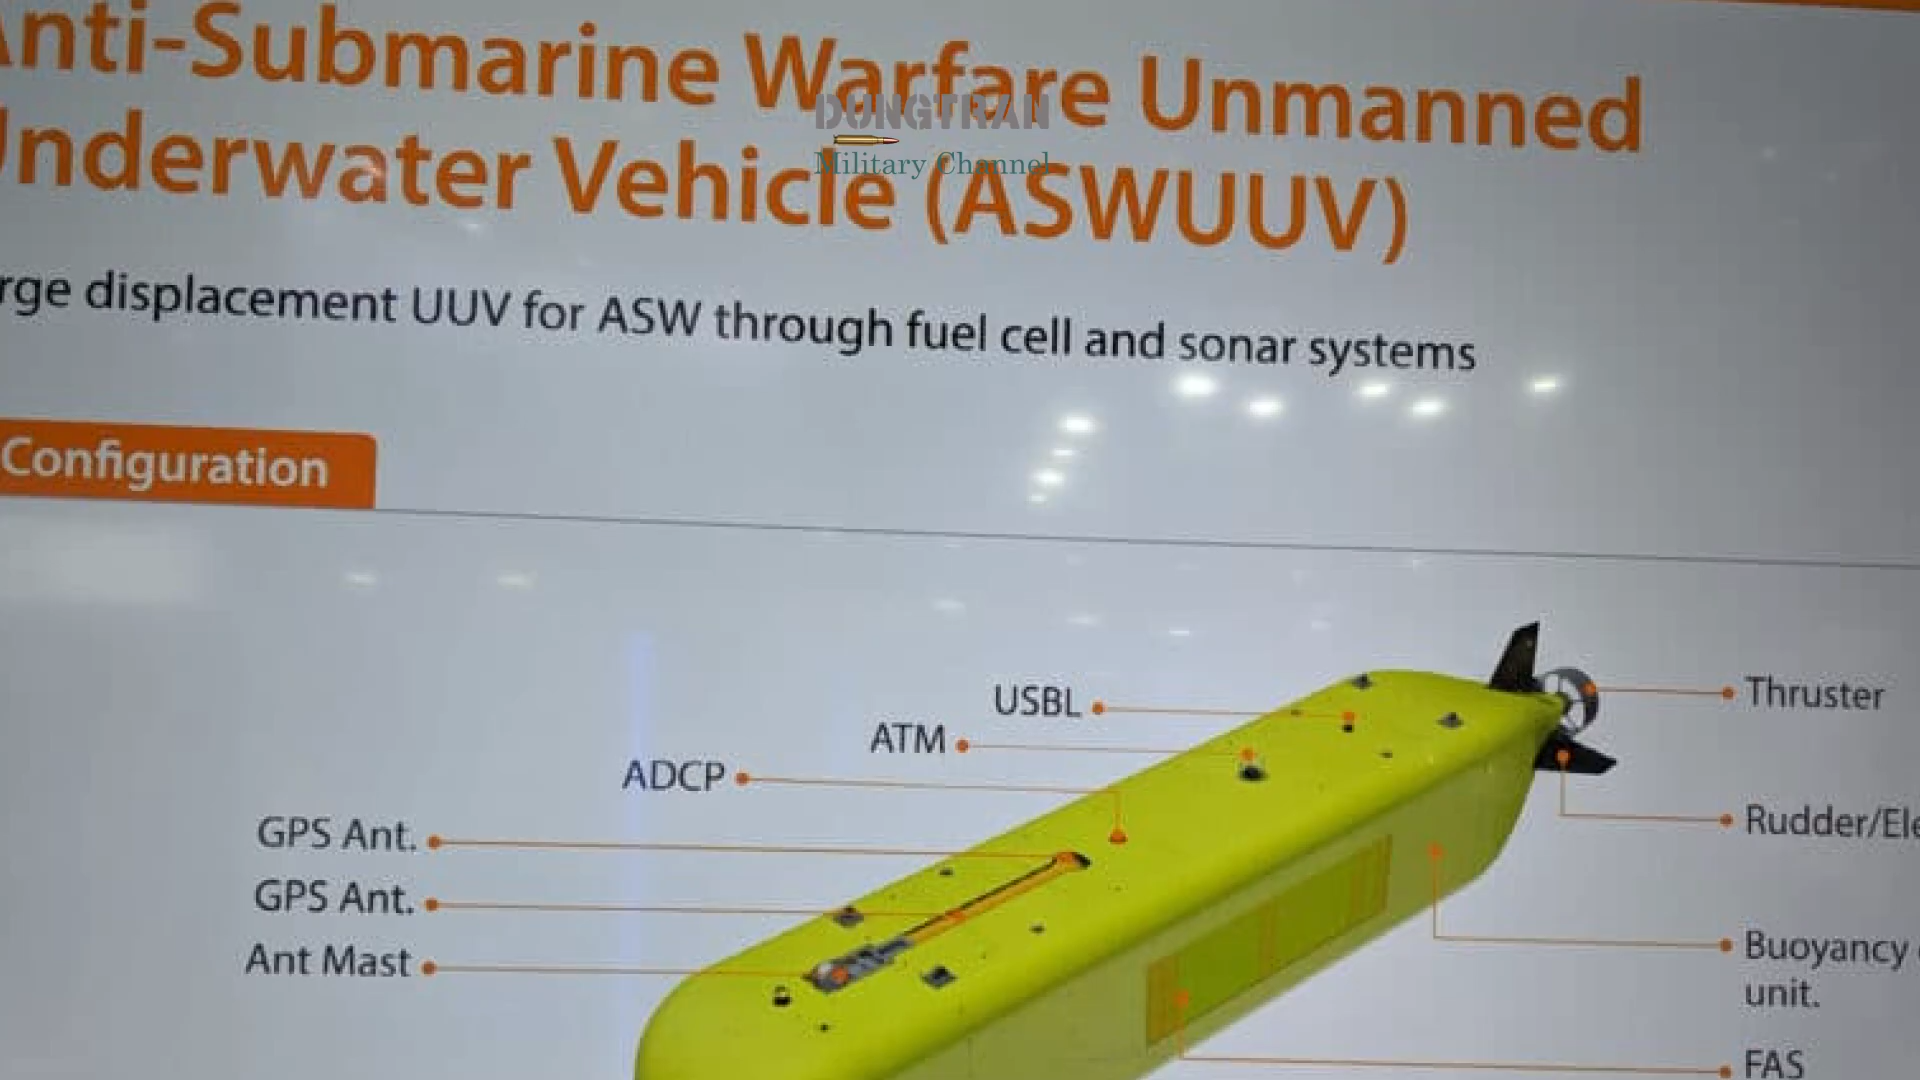 Anti-Submarine Warfare Unmanned
Underwater Vehicle (ASWUUV)
DUNGTRAN
Military Channel
rge displacement UUV for ASW through fuel cell and sonar systems
Configuration
USBL
Thruster
ATM
ADCP
Rudder/Ele
GPS Ant.
GPS Ant.
Ant Mast
Buoyancy
unit.
FAS